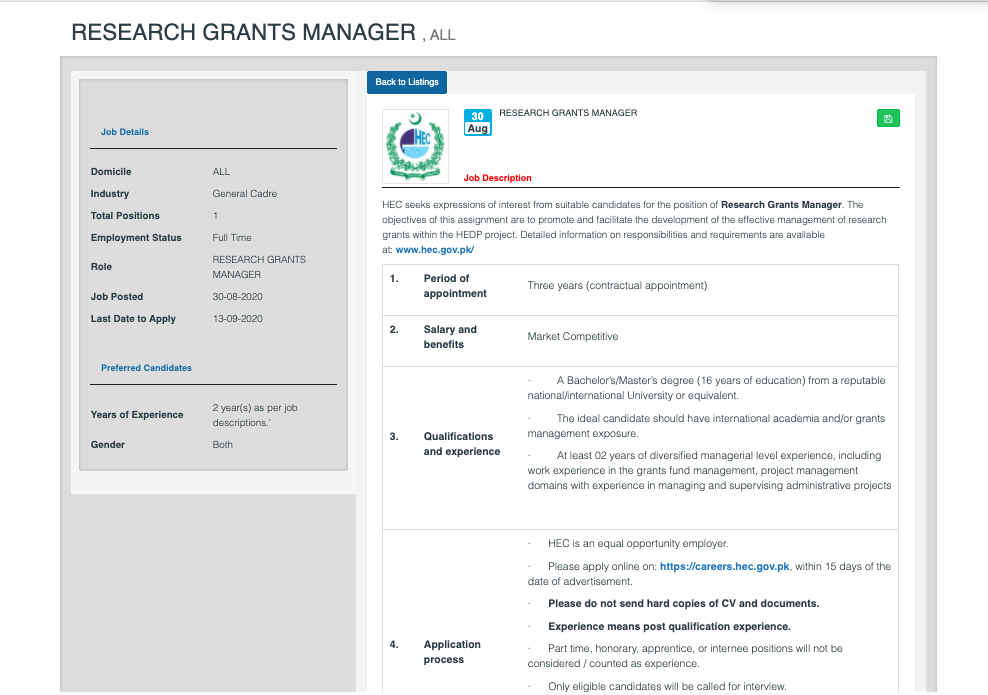 RESEARCH GRANTS MANAGER , ALL
Back to Listings
Job Details
Domicile ALL
Industry General Cadre
Total Positions 1
Employment Status Full Time
Role RESEARCH GRANTS
MANAGER
Job Posted 30-08-2020
Last Date to Apply 13-09-2020
Preferred Candidates
Years of Experience 2 year(s) as per job
descriptions.'
Gender Both
HEC
30
Aug
RESEARCH GRANTS MANAGER
Job Description
HEC seeks expressions of interest from suitable candidates for the position of Research Grants Manager. The
objectives of this assignment are to promote and facilitate the development of the effective management of research
grants within the HEDP project. Detailed information on responsibilities and requirements are available
at: www.hec.gov.pk/
1. Period of
appointment
Three years (contractual appointment)
2. Salary and
benefits
Market Competitive
3. Qualifications
and experience
· A Bachelor's/Master's degree (16 years of education) from a reputable
national/international University or equivalent.
· The ideal candidate should have international academia and/or grants
management exposure.
· At least 02 years of diversified managerial level experience, including
work experience in the grants fund management, project management
domains with experience in managing and supervising administrative projects
4. Application
process
· HEC is an equal opportunity employer.
· Please apply online on: https://careers.hec.gov.pk, within 15 days of the
date of advertisement.
· Please do not send hard copies of CV and documents.
· Experience means post qualification experience.
· Part time, honorary, apprentice, or internee positions will not be
considered / counted as experience.
· Only eligible candidates will be called for interview.